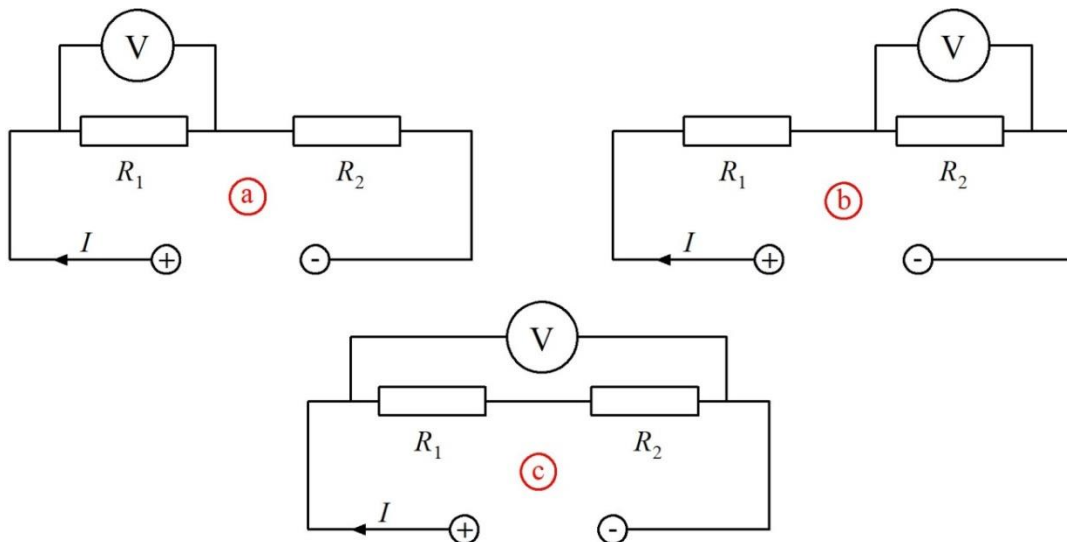 V
V
R1 R2
R1 R2
a
b
I + -
I + -
V
R1 R2
c
I + -